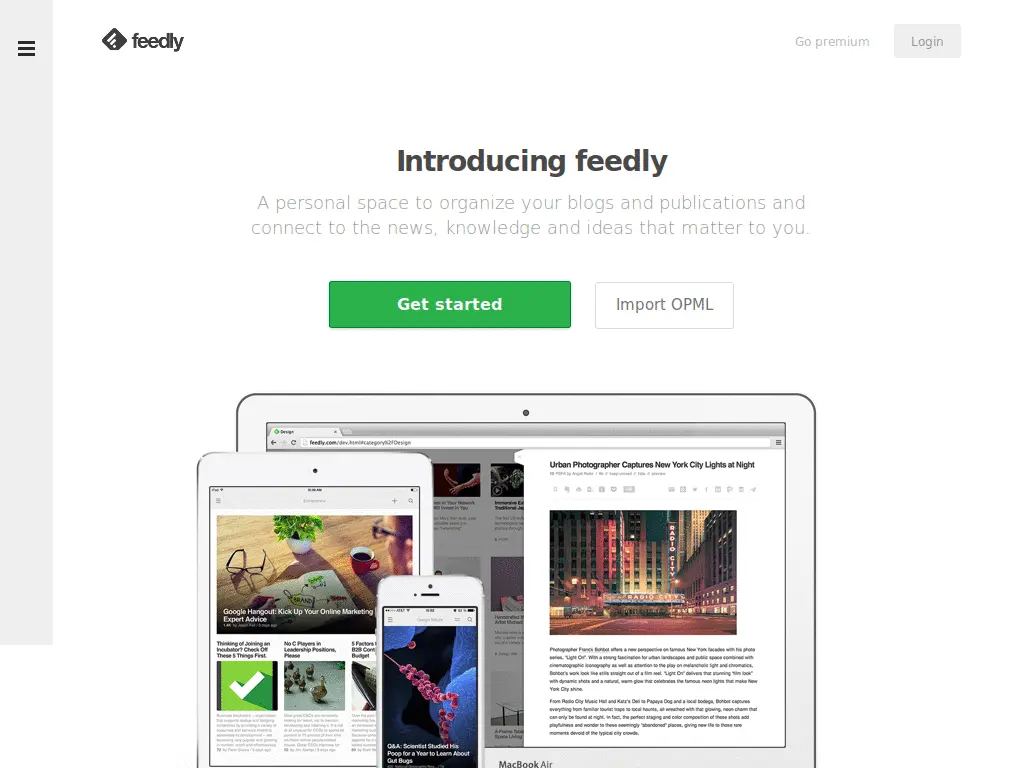 feedly
Go premium
Login
Introducing feedly
A personal space to organize your blogs and publications and
connect to the news, knowledge and ideas that matter to you.
Get started
Import OPML
Design
feedly.com/dev.html#category%2FDesign
Urban Photographer Captures New York City Lights at Night
RADIO CITY
RADIO CITY
Photographer Franck Bohbot offers a new perspective on famous New York facades with his photo
series, "Light On". With a strong fascination for urban landscapes and public space combined with
cinematographic iconography as well as attention to the play on melancholic light and chromatics,
Bohbot's work look like stills straight out of a film reel. "Light On" delivers that stunning "film look"
with dynamic shots and a natural, warm glow that celebrates the famous neon lights that make New
York City shine.
From Radio City Music Hall and Katz's Deli to Papaya Dog and a local bodega, Bohbot captures
everything from familiar tourist traps to local haunts, all wreathed with that glowing, neon charm that
can only be found at night. In fact, the perfect staging and color composition of these shots add
playfulness and wonder to these seemingly "abandoned" places, giving new life to those rare
moments devoid of the typical city crowds.
MacBook Air
Entrepreneur
BRAND
Google Hangout: Kick Up Your Online Marketing
Expert Advice
Thinking of Joining an
Incubator? Check Off
These 5 Things First.
No C Players in
Leadership Positions,
Please
5 Factors
B2B Cont
Budget
Q&A: Scientist Studied His
Poop for a Year to Learn About
Gut Bugs